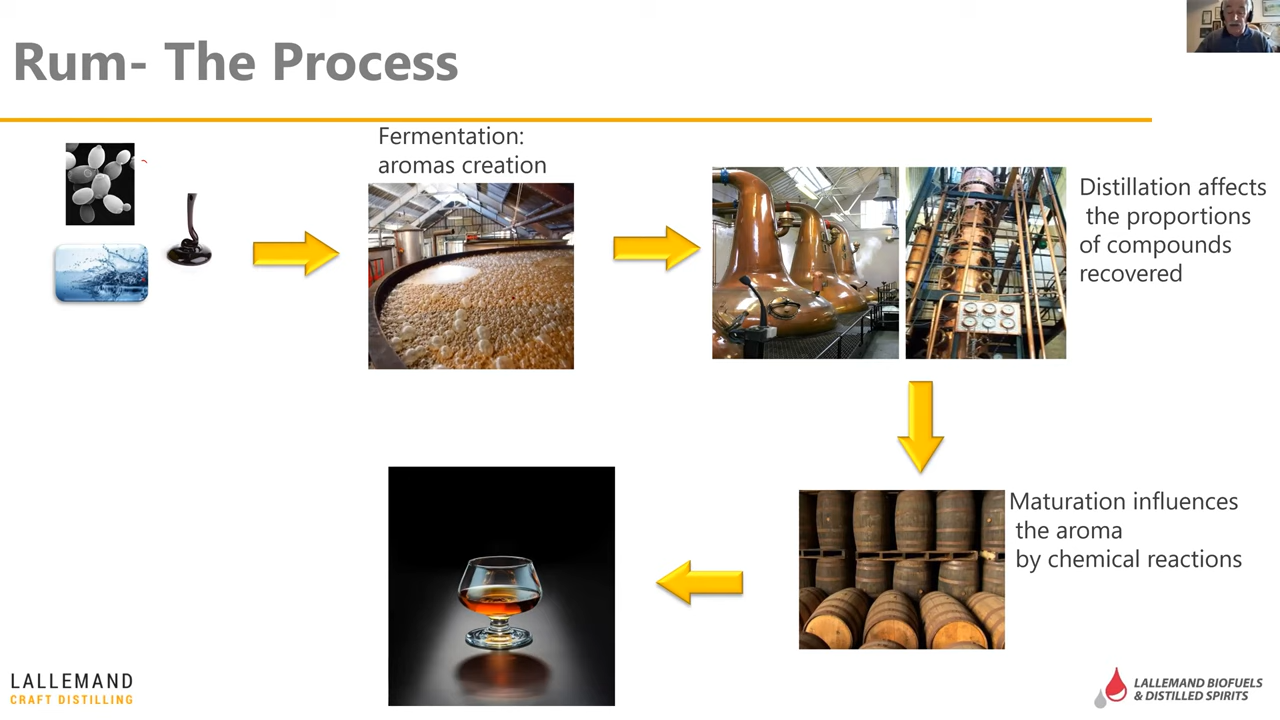 Rum- The Process
Fermentation:
aromas creation
Distillation affects
the proportions
of compounds
recovered
Maturation influences
the aroma
by chemical reactions
LALLEMAND
CRAFT DISTILLING
LALLEMAND BIOFUELS
& DISTILLED SPIRITS